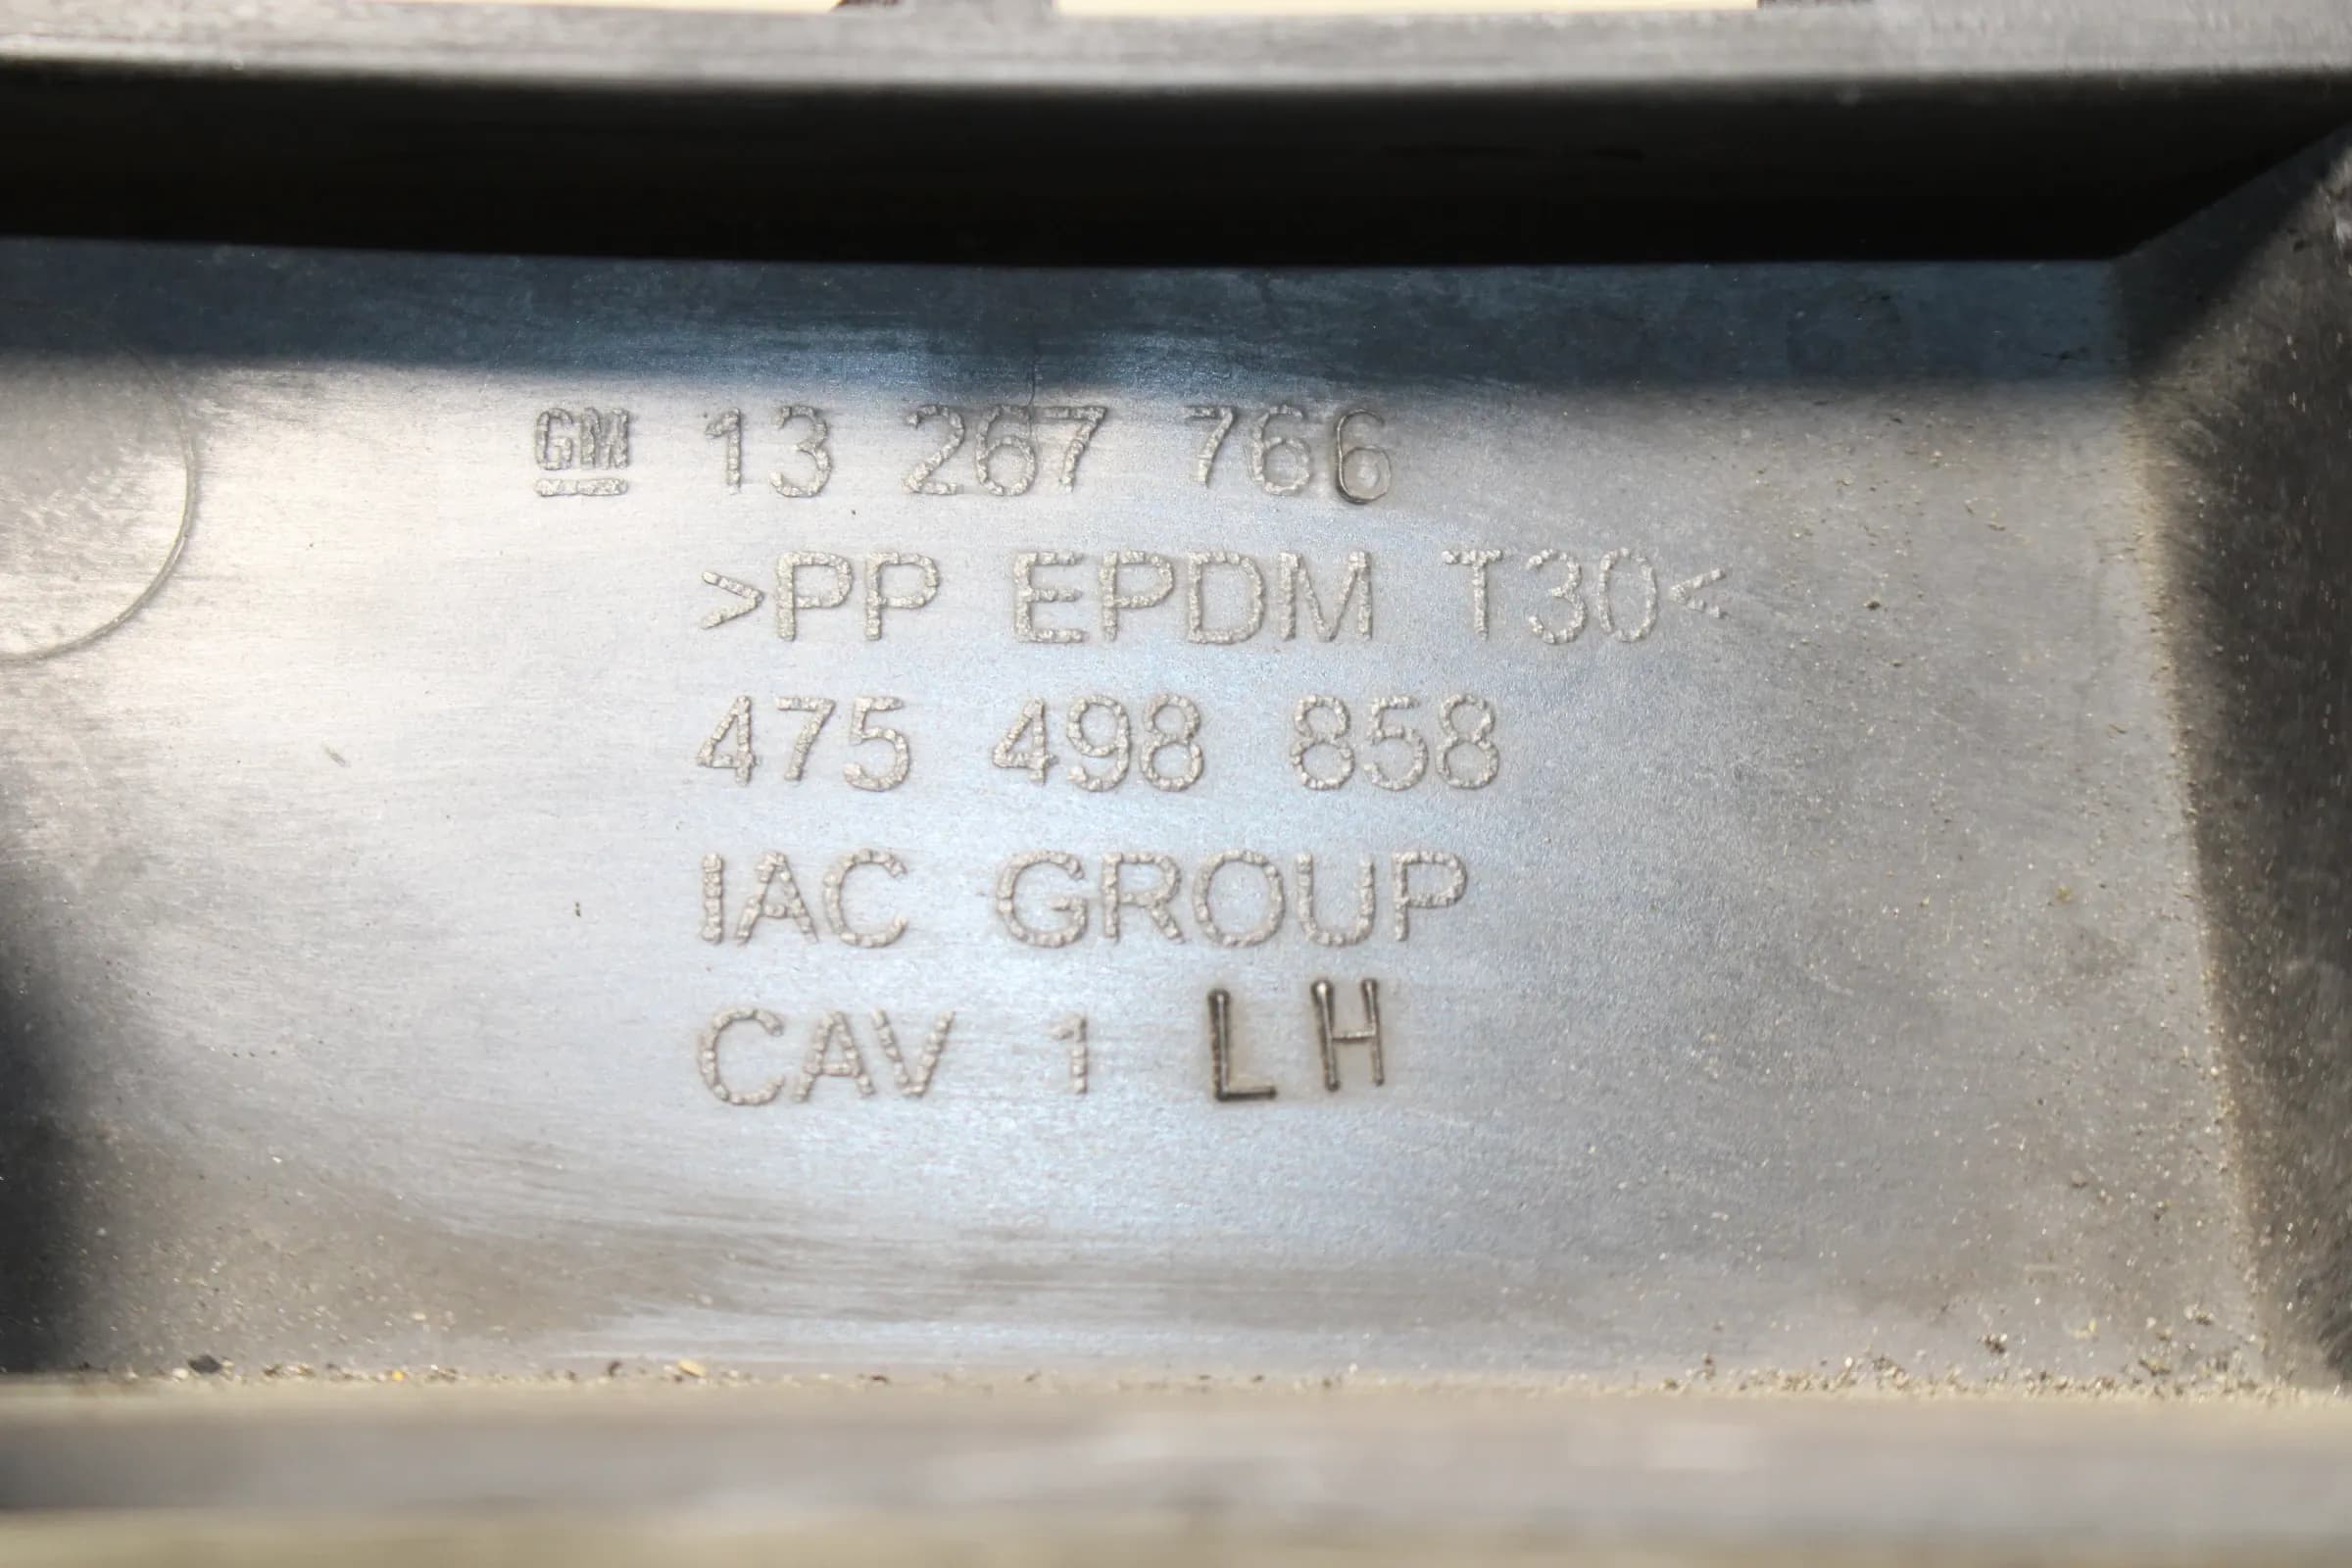 GM 13 267 766
>PP EPDM T30<
475 498 858
IAC GROUP
CAV 1 LH